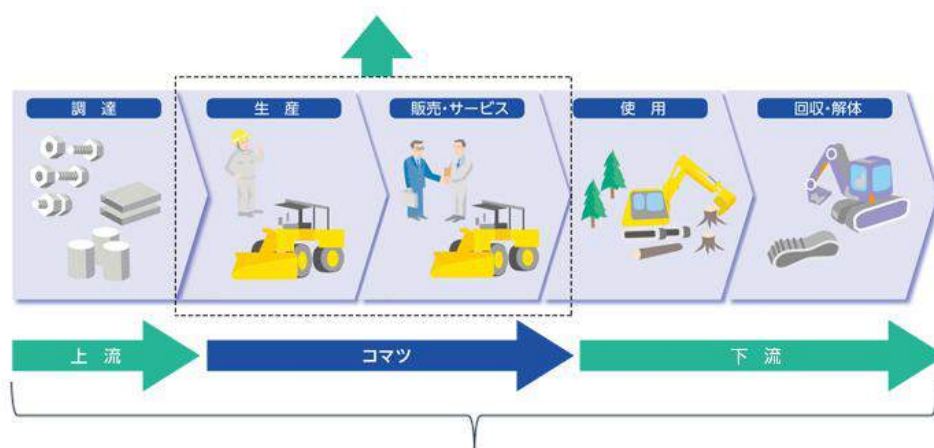 調達
生産
販売・サービス
使用
回収・解体
上流
コマツ
下流